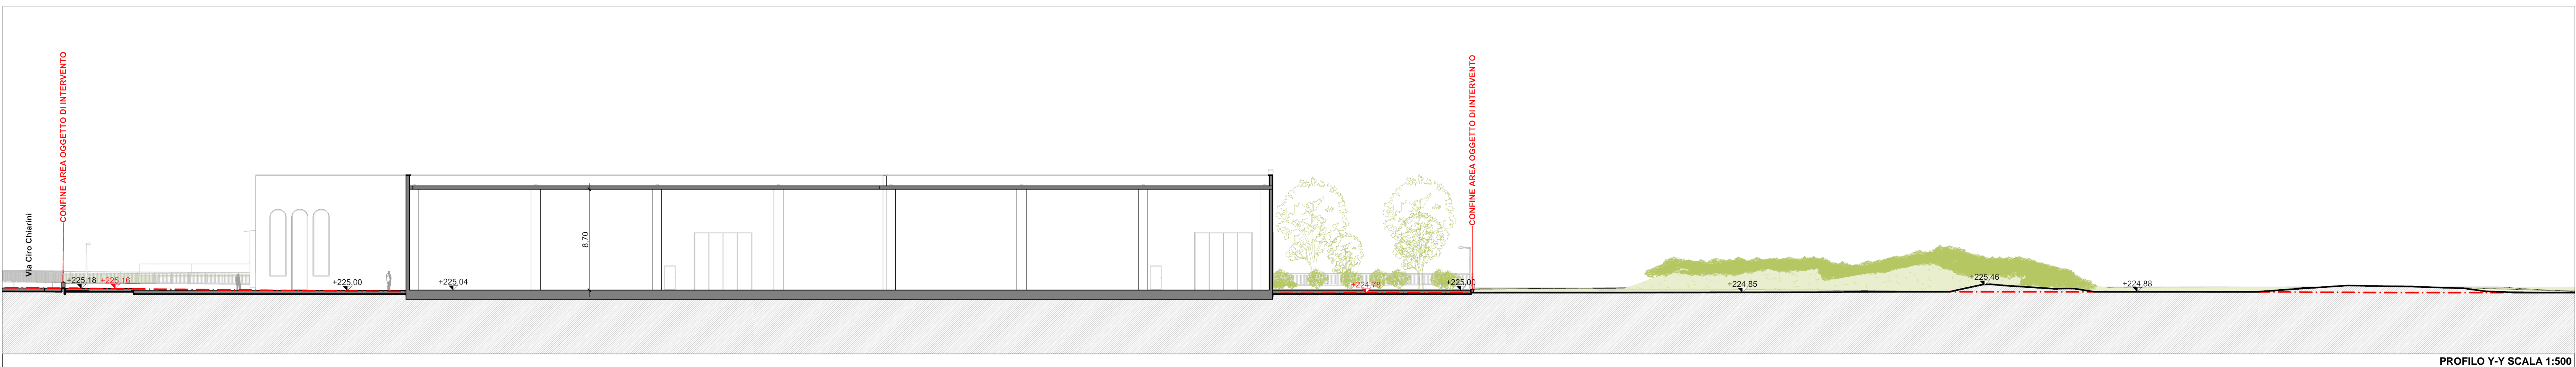 CONFINE AREA OGGETTO DI INTERVENTO
CONFINE AREA OGGETTO DI INTERVENTO
Via Ciro Chiarini
8,70
+225,18 +225,16
+225,00
+225,04
+224,78
+225,00
+224,85
+225,46
+224,88
PROFILO Y-Y SCALA 1:500